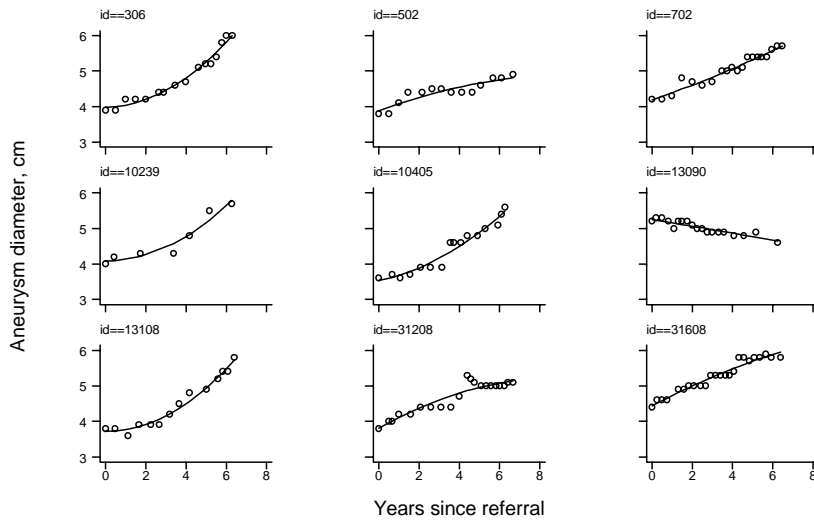 id==306
id==502
id==702
6
5
4
3
id==10239
id==10405
id==13090
6
5
4
3
id==13108
id==31208
id==31608
6
5
4
3
0 2 4 6 8
0 2 4 6 8
0 2 4 6 8
Aneurysm diameter, cm
Years since referral